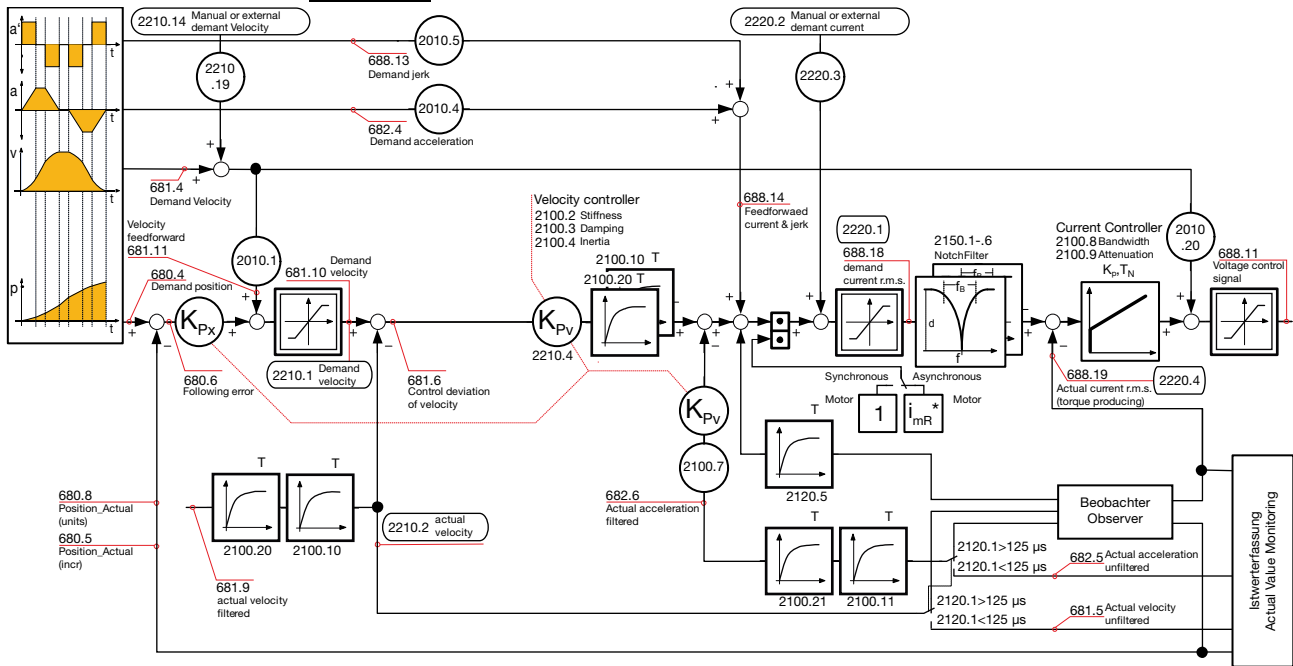 a'
t
a
t
v
t
p
t
2210.14 Manual or external
demant Velocity
2210
.19
2010.5
688.13
Demand jerk
2010.4
682.4
Demand acceleration
2220.2 Manual or external
demant current
2220.3
+
+
+
+
681.4
Demand Velocity
Velocity
feedforward
681.11
680.4
Demand position
2010.1
681.10 Demand
velocity
Velocity controller
2100.2 Stiffness
2100.3 Damping
2100.4 Inertia
688.14
Feedforwaed
current & jerk
2220.1
688.18
demand
current r.m.s.
2150.1-.6
NotchFilter
Current Controller
2100.8 Bandwidth
2100.9 Attenuation
KP, TN
2010
.20
688.11
Voltage control
signal
2100.10 T
2100.20 T
fB
d
f
+
KPx
+
+
+
−
+
−
KPv
2210.4
−
+
−
+
+
−
+
+
+
−
+
−
+
+
680.6
Following error
2210.1 Demand
velocity
681.6
Control deviation
of velocity
KPv
2100.7
Synchronous
Motor
1
Asynchronous
Motor
imR*
688.19
Actual current r.m.s.
(torque producing)
2220.4
T
2120.5
680.8
Position_Actual
(units)
680.5
Position_Actual
(incr)
T
T
2100.20
2100.10
681.9
actual velocity
filtered
2210.2 actual
velocity
682.6
Actual acceleration
filtered
T
T
2100.21
2100.11
Beobachter
Observer
2120.1>125 µs
2120.1<125 µs
682.5 Actual acceleration
unfiltered
2120.1>125 µs
2120.1<125 µs
681.5 Actual velocity
unfiltered
Istwerterfassung
Actual Value Monitoring